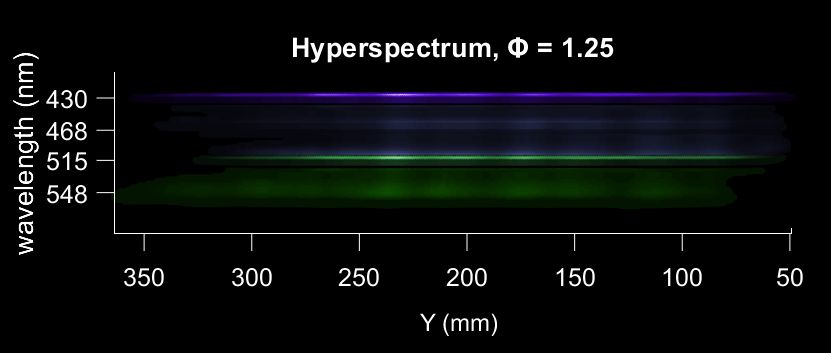 Hyperspectrum, Φ = 1.25
wavelength (nm)
430
468
515
548
350 300 250 200 150 100 50
Y (mm)